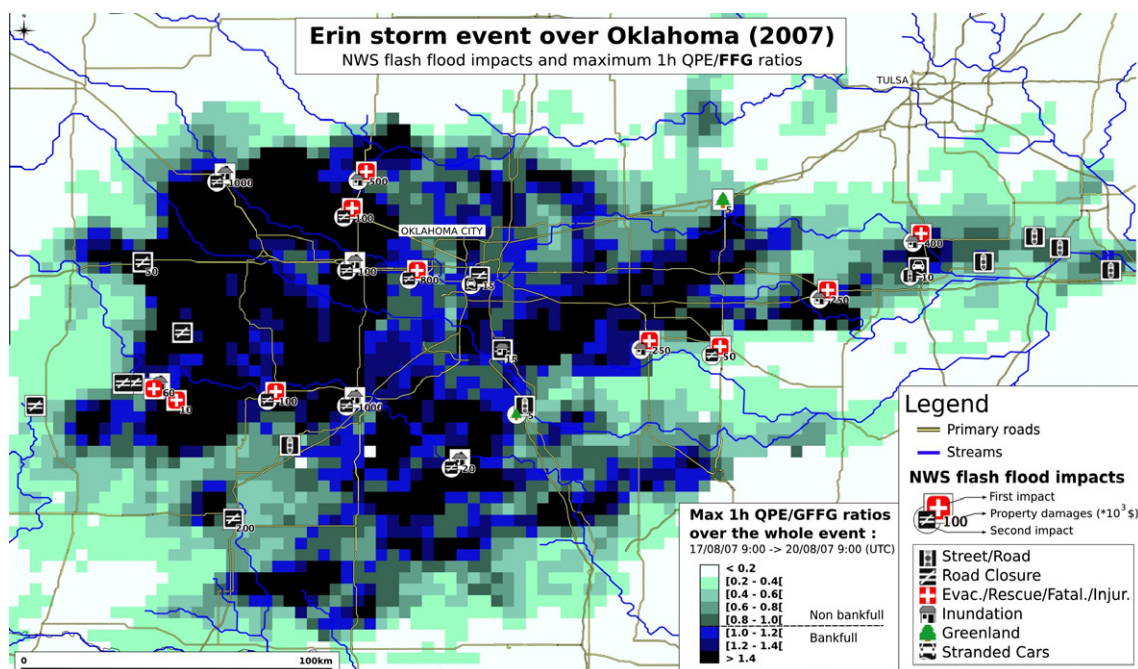 N
Erin storm event over Oklahoma (2007)
NWS flash flood impacts and maximum 1h QPE/FFG ratios
TULSA
1000
500
5
100
OKLAHOMA CITY
400
50
100
800
15
10
250
15
250
50
60
10
100
1000
5
20
200
Legend
Primary roads
Streams
NWS flash flood impacts
First impact
Property damages (*10³$)
100
Second impact
Street/Road
Road Closure
Evac./Rescue/Fatal./Injur.
Inundation
Greenland
Stranded Cars
Max 1h QPE/GFFG ratios
over the whole event :
17/08/07 9:00 -> 20/08/07 9:00 (UTC)
< 0.2
[0.2 - 0.4[
[0.4 - 0.6[
[0.6 - 0.8[
[0.8 - 1.0[
Non bankfull
[1.0 - 1.2[
Bankfull
[1.2 - 1.4[
> 1.4
0
100km